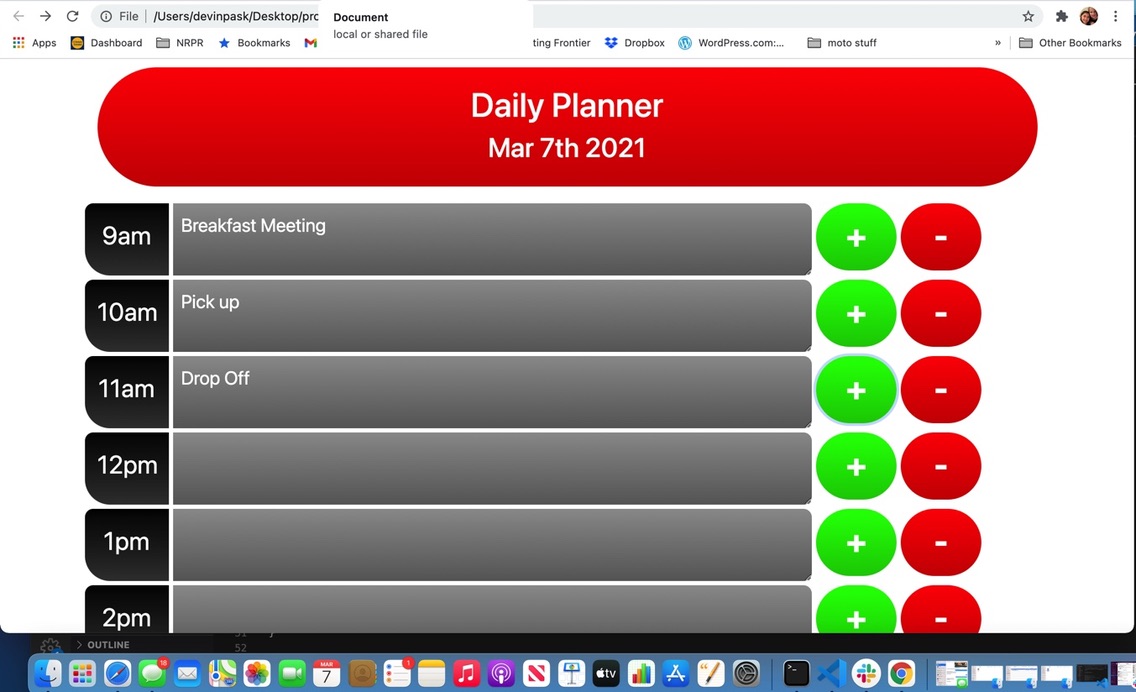 File /Users/devinpask/Desktop/pro
Document
local or shared file
Apps Dashboard NRPR Bookmarks ting Frontier Dropbox WordPress.com:... moto stuff » Other Bookmarks
Daily Planner
Mar 7th 2021
9am Breakfast Meeting + -
10am Pick up + -
11am Drop Off + -
12pm + -
1pm + -
2pm + -
OUTLINE
52
18
MAR
7
1
tv